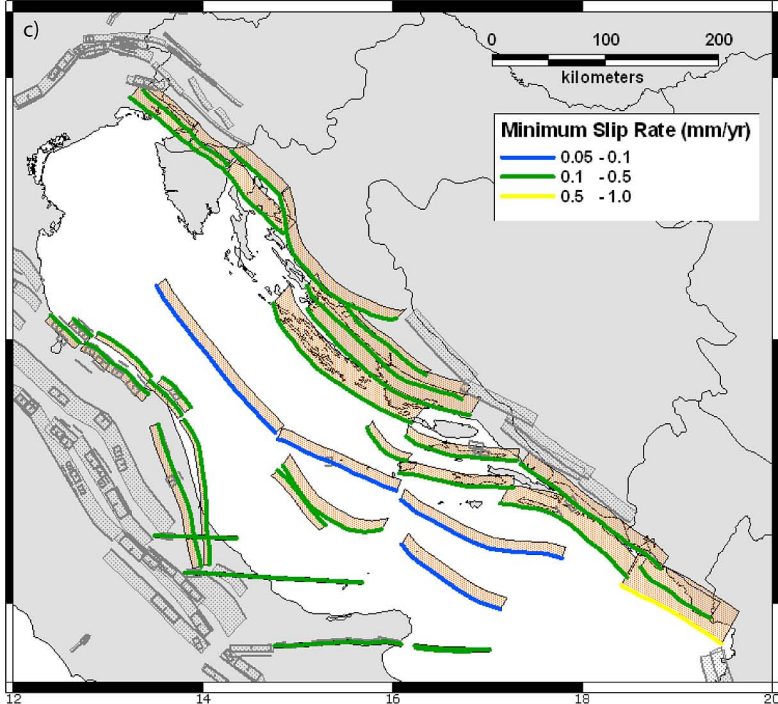 c)
0 100 200
kilometers
Minimum Slip Rate (mm/yr)
0.05 - 0.1
0.1 - 0.5
0.5 - 1.0
12 14 16 18 20